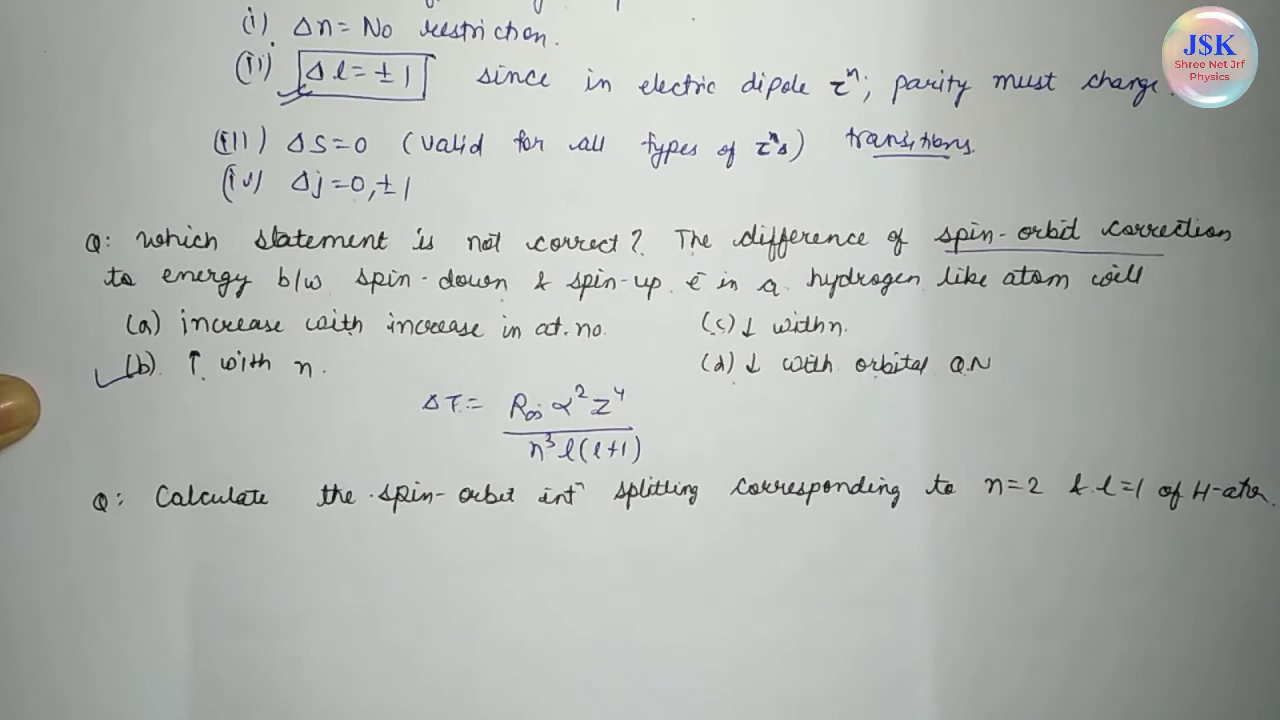 (i) Δn = No restriction.
(ii) Δl = ±1 since in electric dipole τⁿ; parity must change.
(iii) ΔS = 0 (valid for all types of τⁿs) transitions.
(iv) Δj = 0, ±1
Q: which statement is not correct? The difference of spin-orbit correction
to energy b/w spin-down & spin-up e⁻ in a hydrogen like atom will
(a) increase with increase in at. no. (c) ↓ with n.
(b) ↑ with n. (d) ↓ with orbital QN
ΔT = R∞ α² Z⁴
n³ l(l+1)
Q: Calculate the spin-orbit intⁿ splitting corresponding to n=2 & l=1 of H-atom.
JSK
Shree Net Jrf
Physics